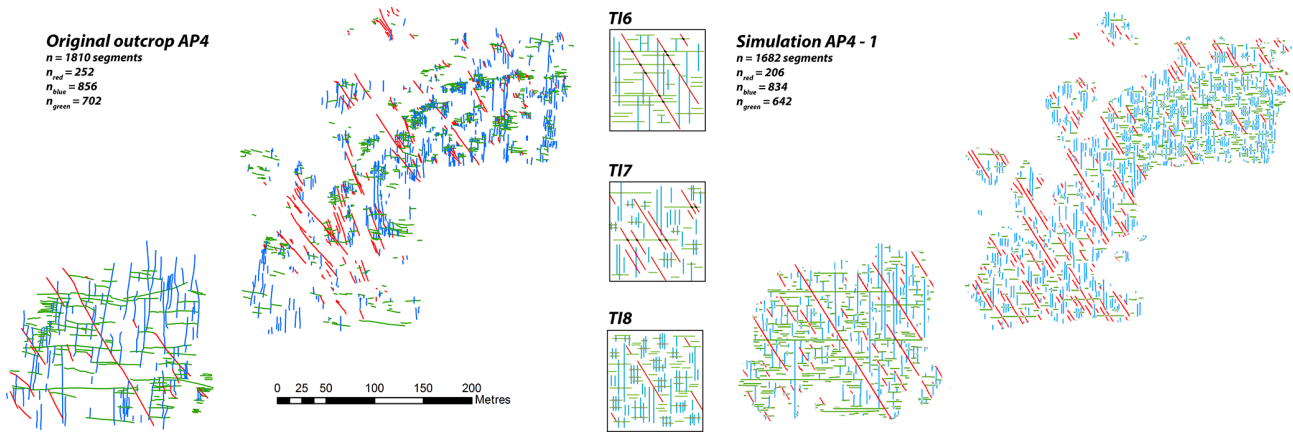 Original outcrop AP4
n = 1810 segments
nred = 252
nblue = 856
ngreen = 702
TI6
TI7
TI8
Simulation AP4 - 1
n = 1682 segments
nred = 206
nblue = 834
ngreen = 642
0 25 50 100 150 200
Metres